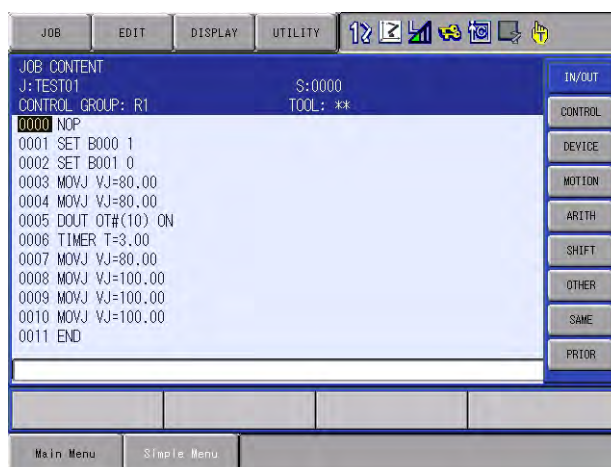 JOB EDIT DISPLAY UTILITY
JOB CONTENT
J:TEST01 S:0000
CONTROL GROUP: R1 TOOL: **
0000 NOP
0001 SET B000 1
0002 SET B001 0
0003 MOVJ VJ=80.00
0004 MOVJ VJ=80.00
0005 DOUT OT#(10) ON
0006 TIMER T=3.00
0007 MOVJ VJ=80.00
0008 MOVJ VJ=100.00
0009 MOVJ VJ=100.00
0010 MOVJ VJ=100.00
0011 END
IN/OUT
CONTROL
DEVICE
MOTION
ARITH
SHIFT
OTHER
SAME
PRIOR
Main Menu Simple Menu